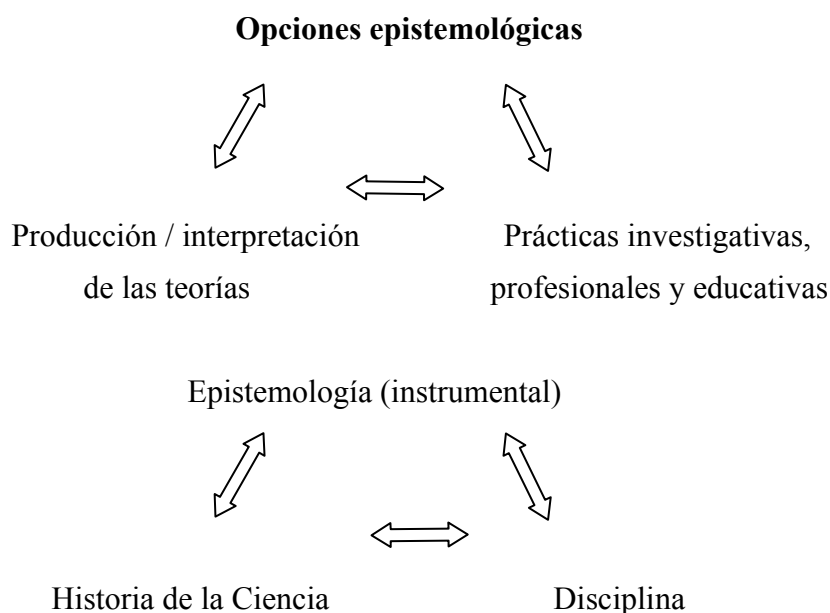 Opciones epistemológicas
Producción / interpretación
de las teorías
Prácticas investigativas,
profesionales y educativas
Epistemología (instrumental)
Historia de la Ciencia
Disciplina